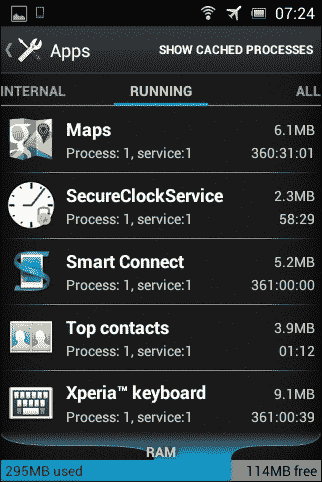 07:24
Apps SHOW CACHED PROCESSES
INTERNAL RUNNING ALL
Maps 6.1MB
Process: 1, service:1 360:31:01
SecureClockService 2.3MB
Process: 1, service:1 58:29
Smart Connect 5.2MB
Process: 1, service:1 361:00:00
Top contacts 3.9MB
Process: 1, service:1 01:12
Xperia™ keyboard 9.1MB
Process: 1, service:1 361:00:39
RAM
295MB used 114MB free